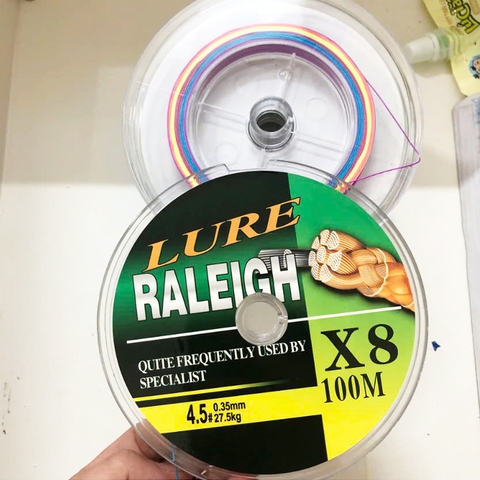 LURE
RALEIGH
QUITE FREQUENTLY USED BY
SPECIALIST
X8
100M
4.5# 0.35mm
27.5kg